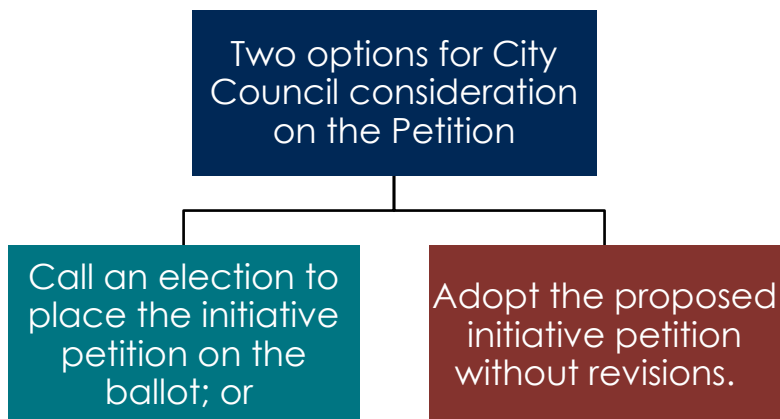 Two options for City
Council consideration
on the Petition
Call an election to
place the initiative
petition on the
ballot; or
Adopt the proposed
initiative petition
without revisions.